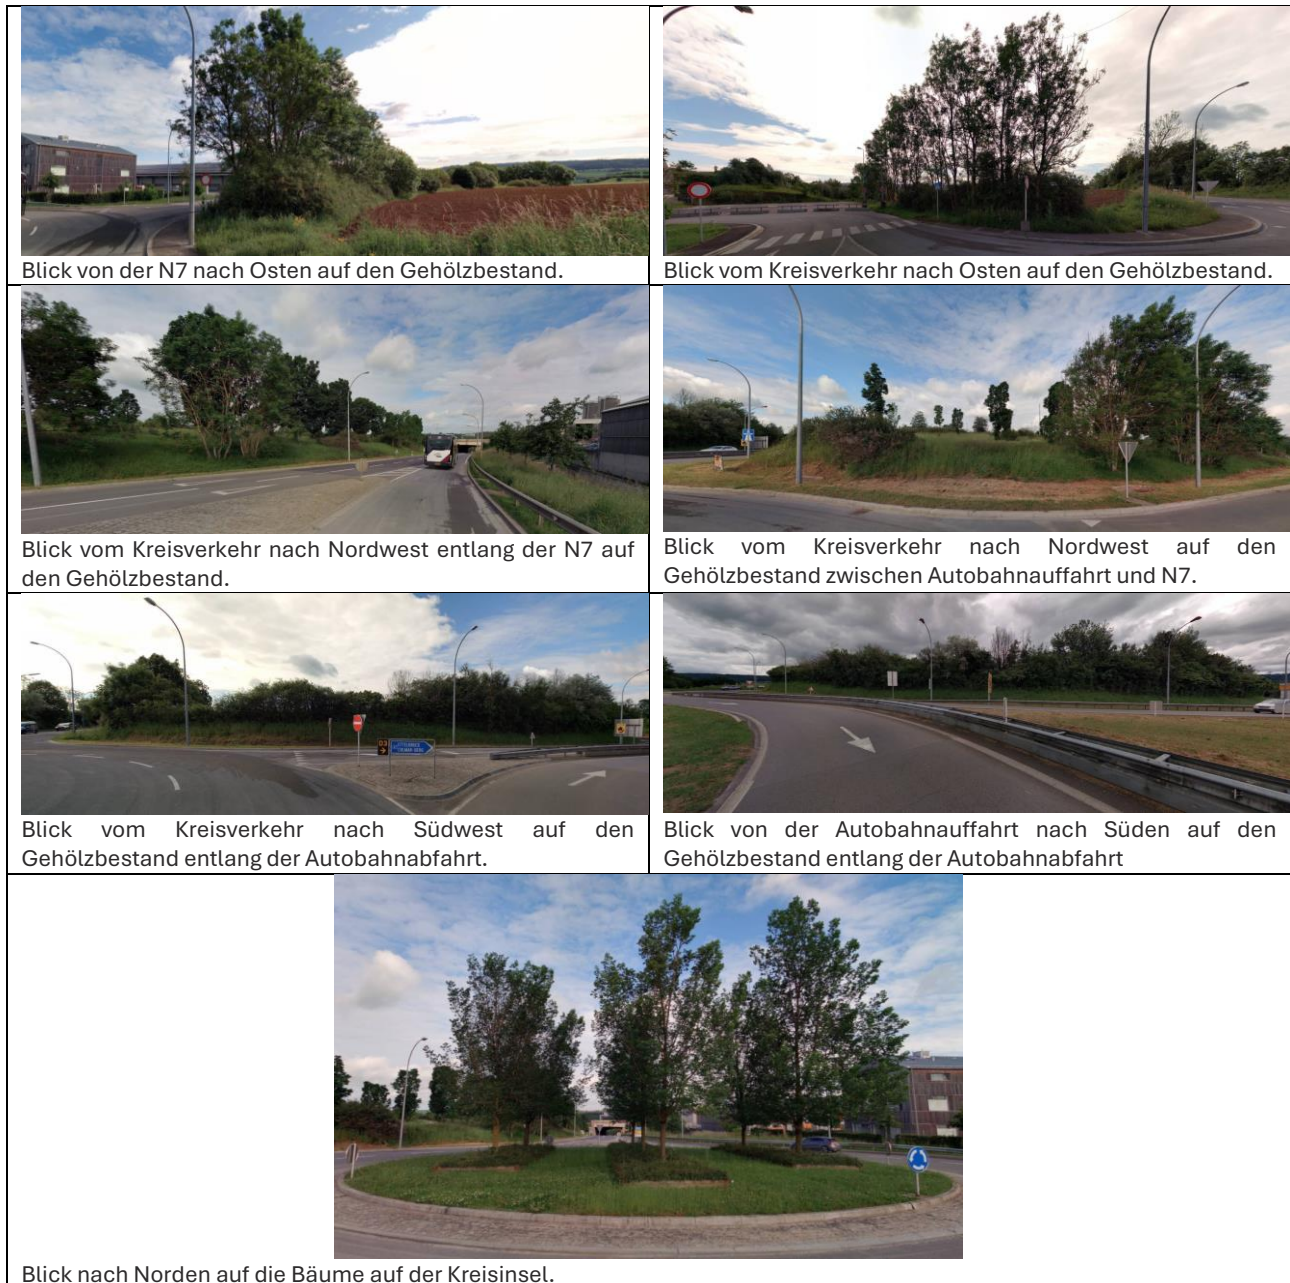 Blick von der N7 nach Osten auf den Gehölzbestand.
Blick vom Kreisverkehr nach Osten auf den Gehölzbestand.
Blick vom Kreisverkehr nach Nordwest entlang der N7 auf
den Gehölzbestand.
Blick vom Kreisverkehr nach Nordwest auf den
Gehölzbestand zwischen Autobahnauffahrt und N7.
Blick vom Kreisverkehr nach Südwest auf den
Gehölzbestand entlang der Autobahnabfahrt.
Blick von der Autobahnauffahrt nach Süden auf den
Gehölzbestand entlang der Autobahnabfahrt
Blick nach Norden auf die Bäume auf der Kreisinsel.